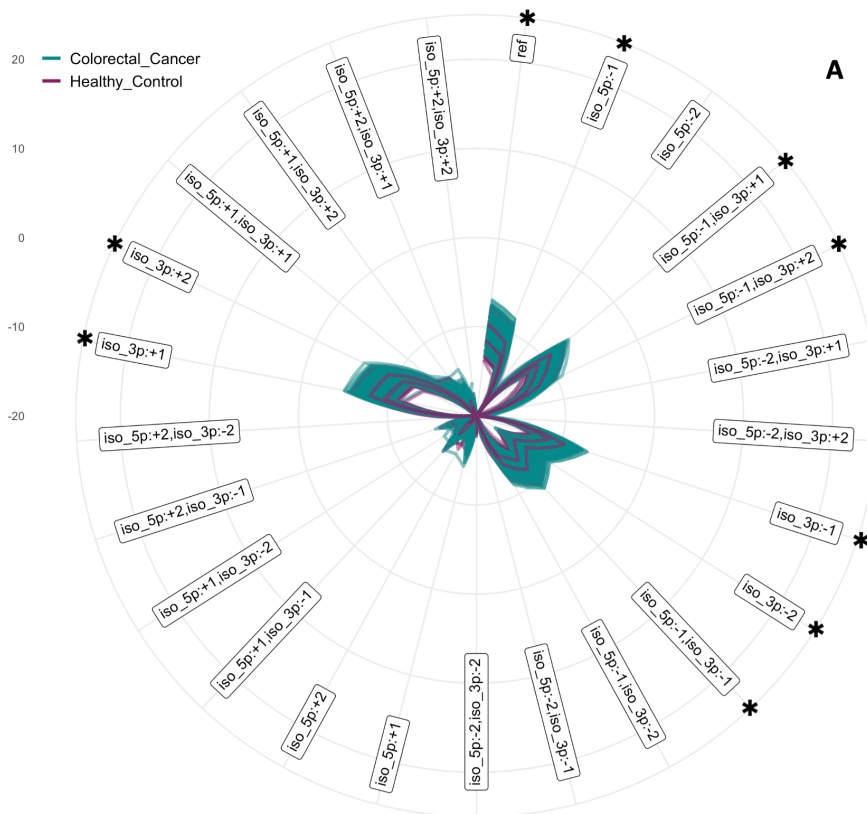 20
10
0
-10
-20
Colorectal_Cancer
Healthy_Control
A
ref
iso_5p:-1
iso_5p:-2
iso_5p:-1,iso_3p:+1
iso_5p:-1,iso_3p:+2
iso_5p:-2,iso_3p:+1
iso_5p:-2,iso_3p:+2
iso_3p:-1
iso_3p:-2
iso_5p:-1,iso_3p:-1
iso_5p:-1,iso_3p:-2
iso_5p:-2,iso_3p:-1
iso_5p:-2,iso_3p:-2
iso_5p:+1
iso_5p:+2
iso_5p:+1,iso_3p:-1
iso_5p:+1,iso_3p:-2
iso_5p:+2,iso_3p:-1
iso_5p:+2,iso_3p:-2
iso_3p:+1
iso_3p:+2
iso_5p:+1,iso_3p:+1
iso_5p:+1,iso_3p:+2
iso_5p:+2,iso_3p:+1
iso_5p:+2,iso_3p:+2